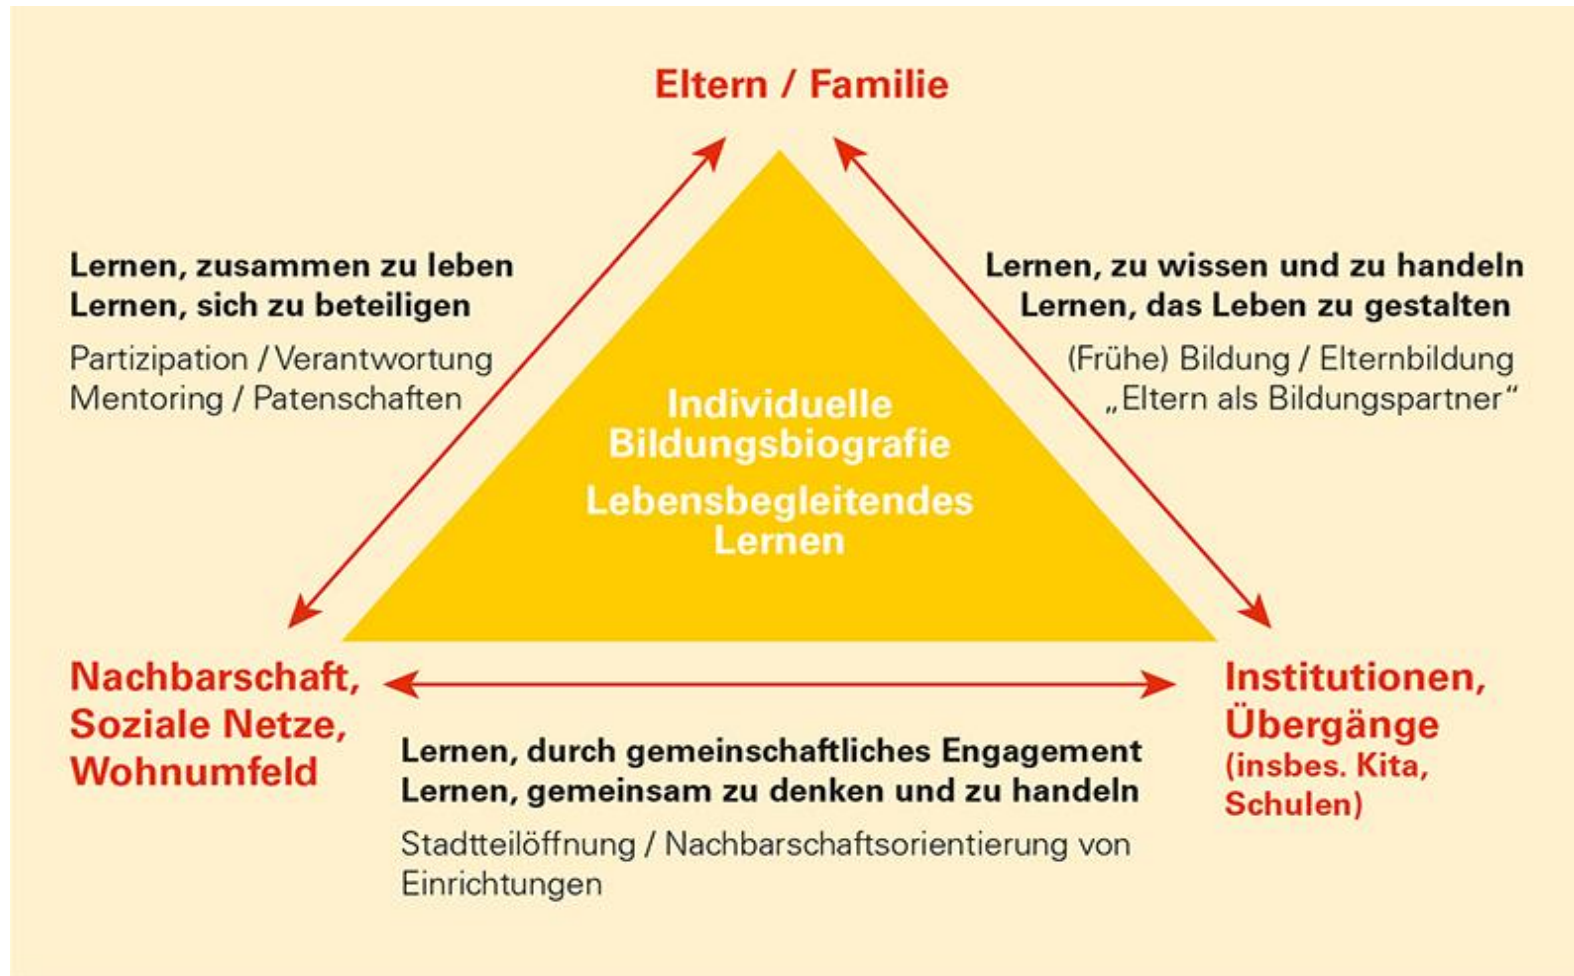 Eltern / Familie
Lernen, zusammen zu leben
Lernen, sich zu beteiligen
Partizipation / Verantwortung
Mentoring / Patenschaften
Lernen, zu wissen und zu handeln
Lernen, das Leben zu gestalten
(Frühe) Bildung / Elternbildung
„Eltern als Bildungspartner“
Individuelle
Bildungsbiografie
Lebensbegleitendes
Lernen
Nachbarschaft,
Soziale Netze,
Wohnumfeld
Lernen, durch gemeinschaftliches Engagement
Lernen, gemeinsam zu denken und zu handeln
Stadtteilöffnung / Nachbarschaftsorientierung von
Einrichtungen
Institutionen,
Übergänge
(insbes. Kita,
Schulen)